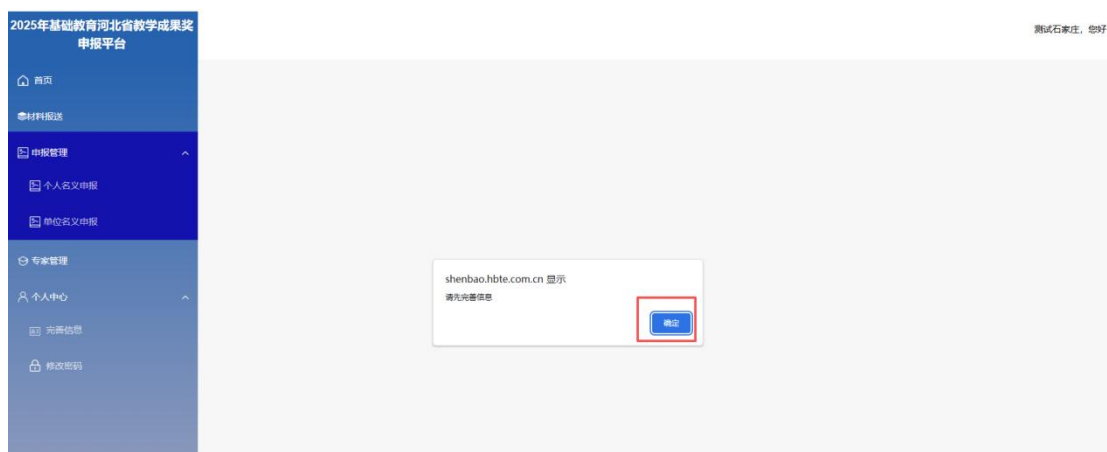 2025年基础教育河北省教学成果奖
申报平台
测试石家庄，您好
首页
材料报送
申报管理
个人名义申报
单位名义申报
专家管理
个人中心
完善信息
修改密码
shenbao.hbte.com.cn 显示
请先完善信息
确定